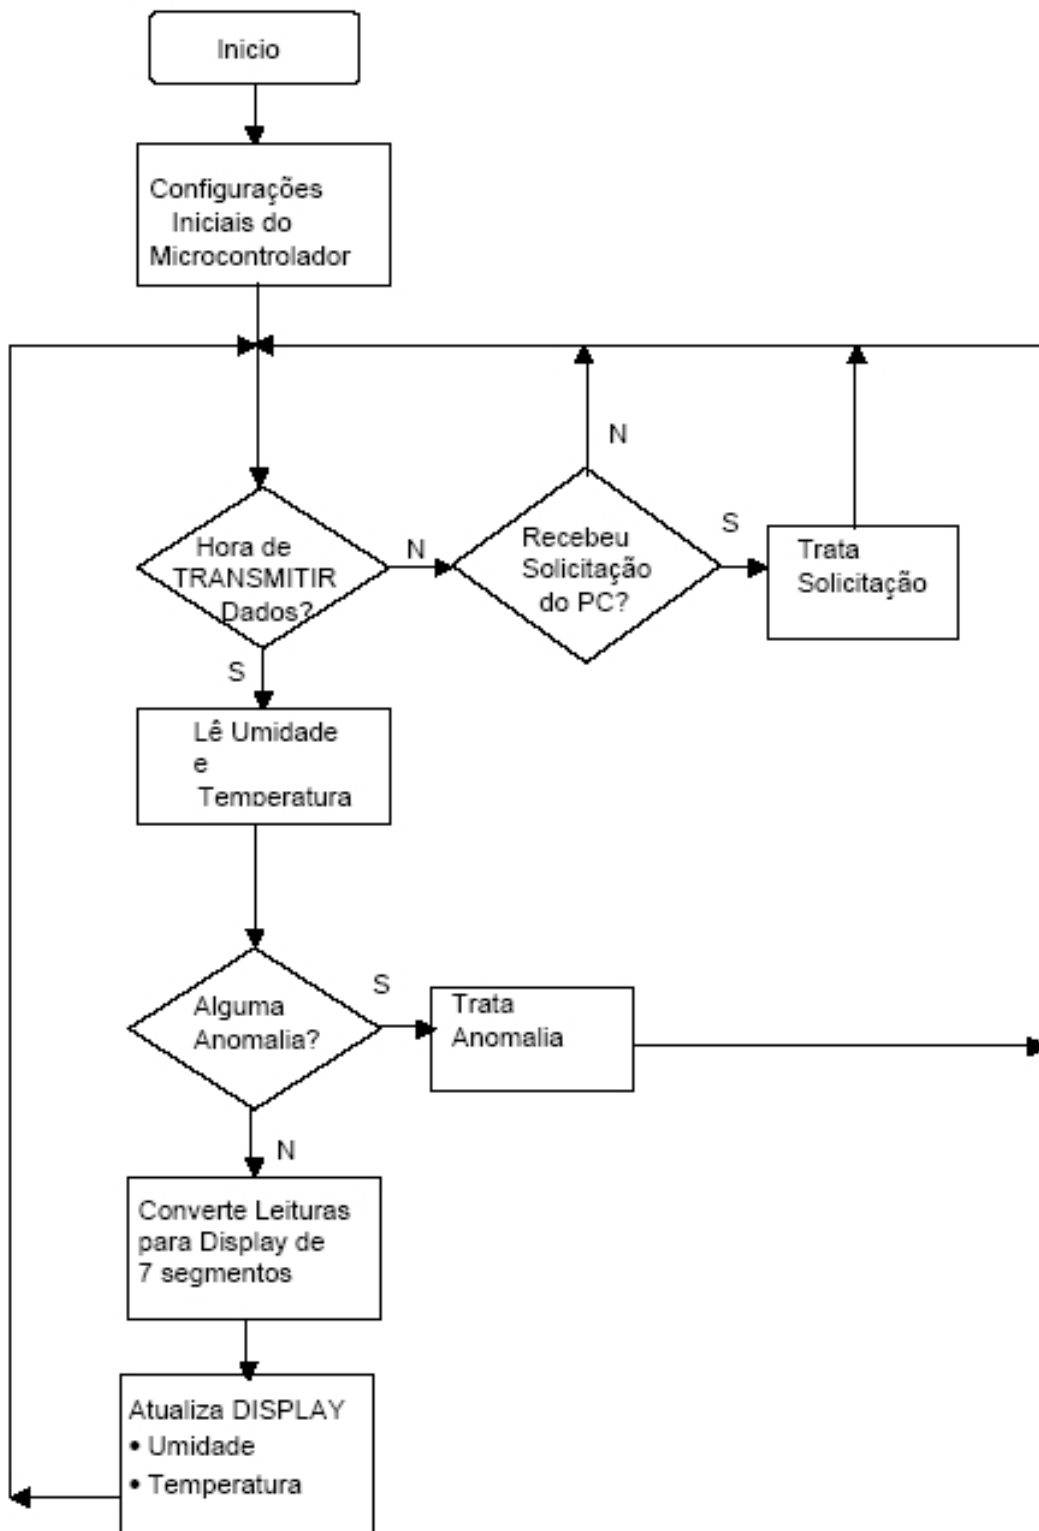 Inicio
Configurações
Iniciais do
Microcontrolador
N
Hora de
TRANSMITIR
Dados?
N
Recebeu
Solicitação
do PC?
S
Trata
Solicitação
S
Lê Umidade
e
Temperatura
Alguma
Anomalia?
S
Trata
Anomalia
N
Converte Leituras
para Display de
7 segmentos
Atualiza DISPLAY
• Umidade
• Temperatura